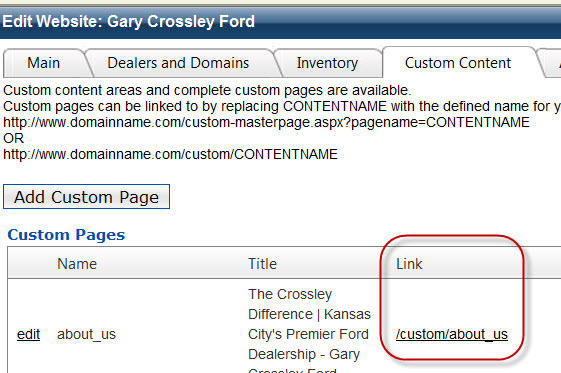 Edit Website: Gary Crossley Ford
Main Dealers and Domains Inventory Custom Content
Custom content areas and complete custom pages are available.
Custom pages can be linked to by replacing CONTENTNAME with the defined name for y
http://www.domainname.com/custom-masterpage.aspx?pagename=CONTENTNAME
OR
http://www.domainname.com/custom/CONTENTNAME
Add Custom Page
Custom Pages
Name Title Link
The Crossley
Difference | Kansas
edit about_us City's Premier Ford /custom/about_us
Dealership - Gary
Crossley Ford